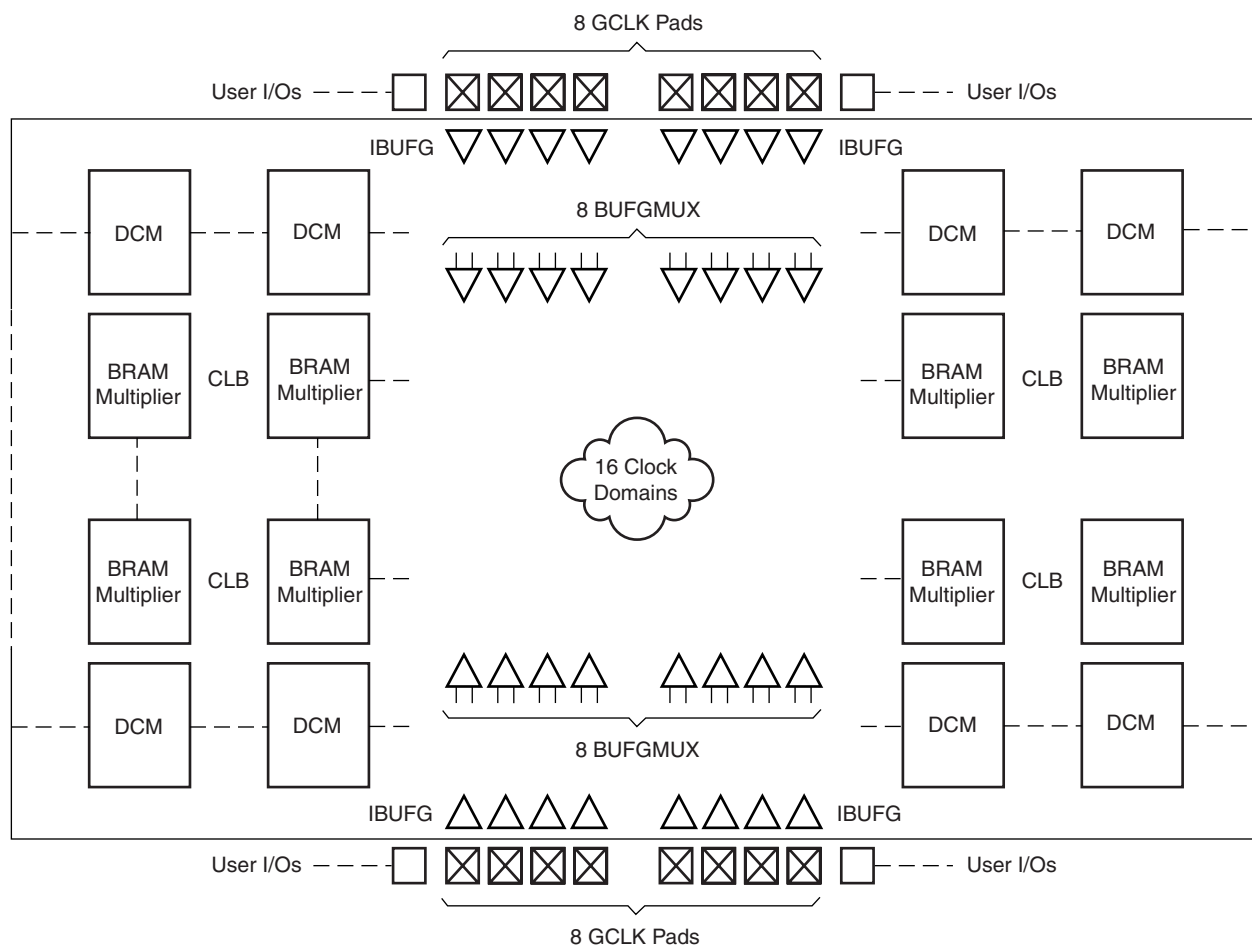 8 GCLK Pads
User I/Os
User I/Os
IBUFG
IBUFG
8 BUFGMUX
DCM
DCM
DCM
DCM
BRAM
Multiplier
CLB
BRAM
Multiplier
BRAM
Multiplier
CLB
BRAM
Multiplier
16 Clock
Domains
BRAM
Multiplier
CLB
BRAM
Multiplier
BRAM
Multiplier
CLB
BRAM
Multiplier
DCM
DCM
DCM
DCM
8 BUFGMUX
IBUFG
IBUFG
User I/Os
User I/Os
8 GCLK Pads